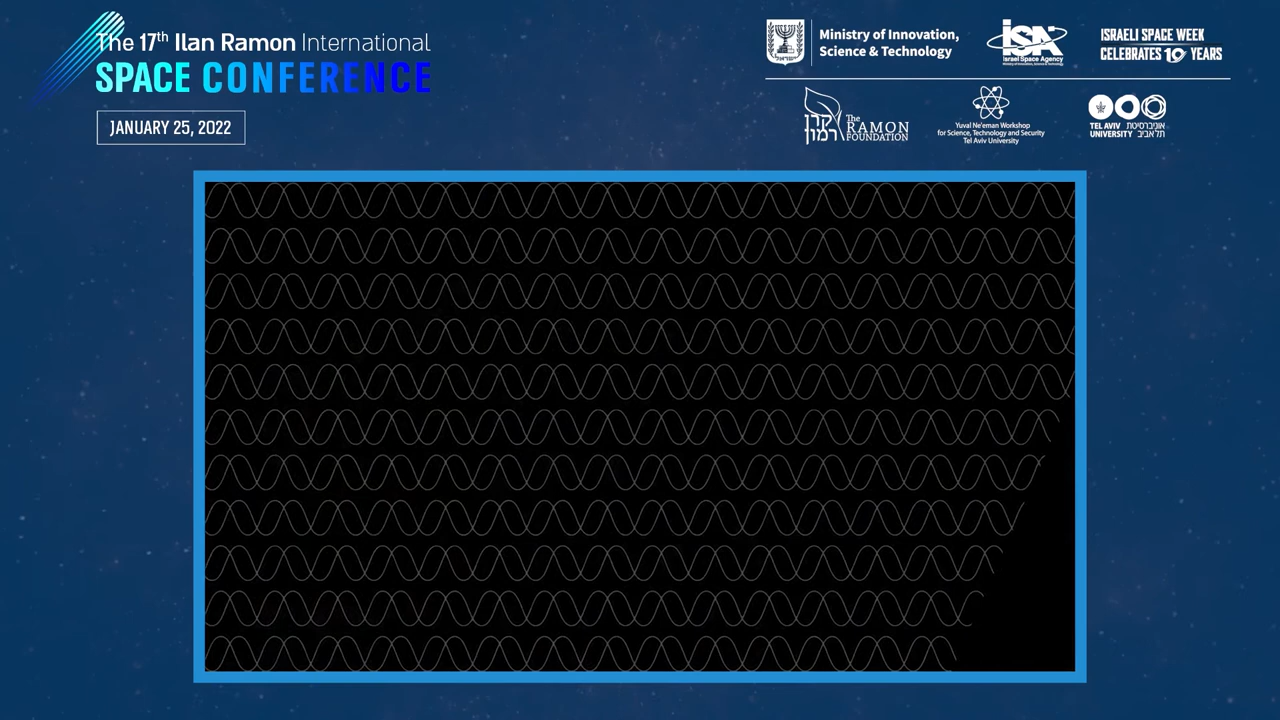 The 17th Ilan Ramon International
SPACE CONFERENCE
JANUARY 25, 2022
ישראל
Ministry of Innovation,
Science & Technology
ISA
Israel Space Agency
ISRAELI SPACE WEEK
CELEBRATES 10 YEARS
קרן
רמון
The
RAMON
FOUNDATION
Yuval Ne'eman Workshop
for Science, Technology and Security
Tel Aviv University
TEL AVIV
UNIVERSITY
אוניברסיטת
תל אביב